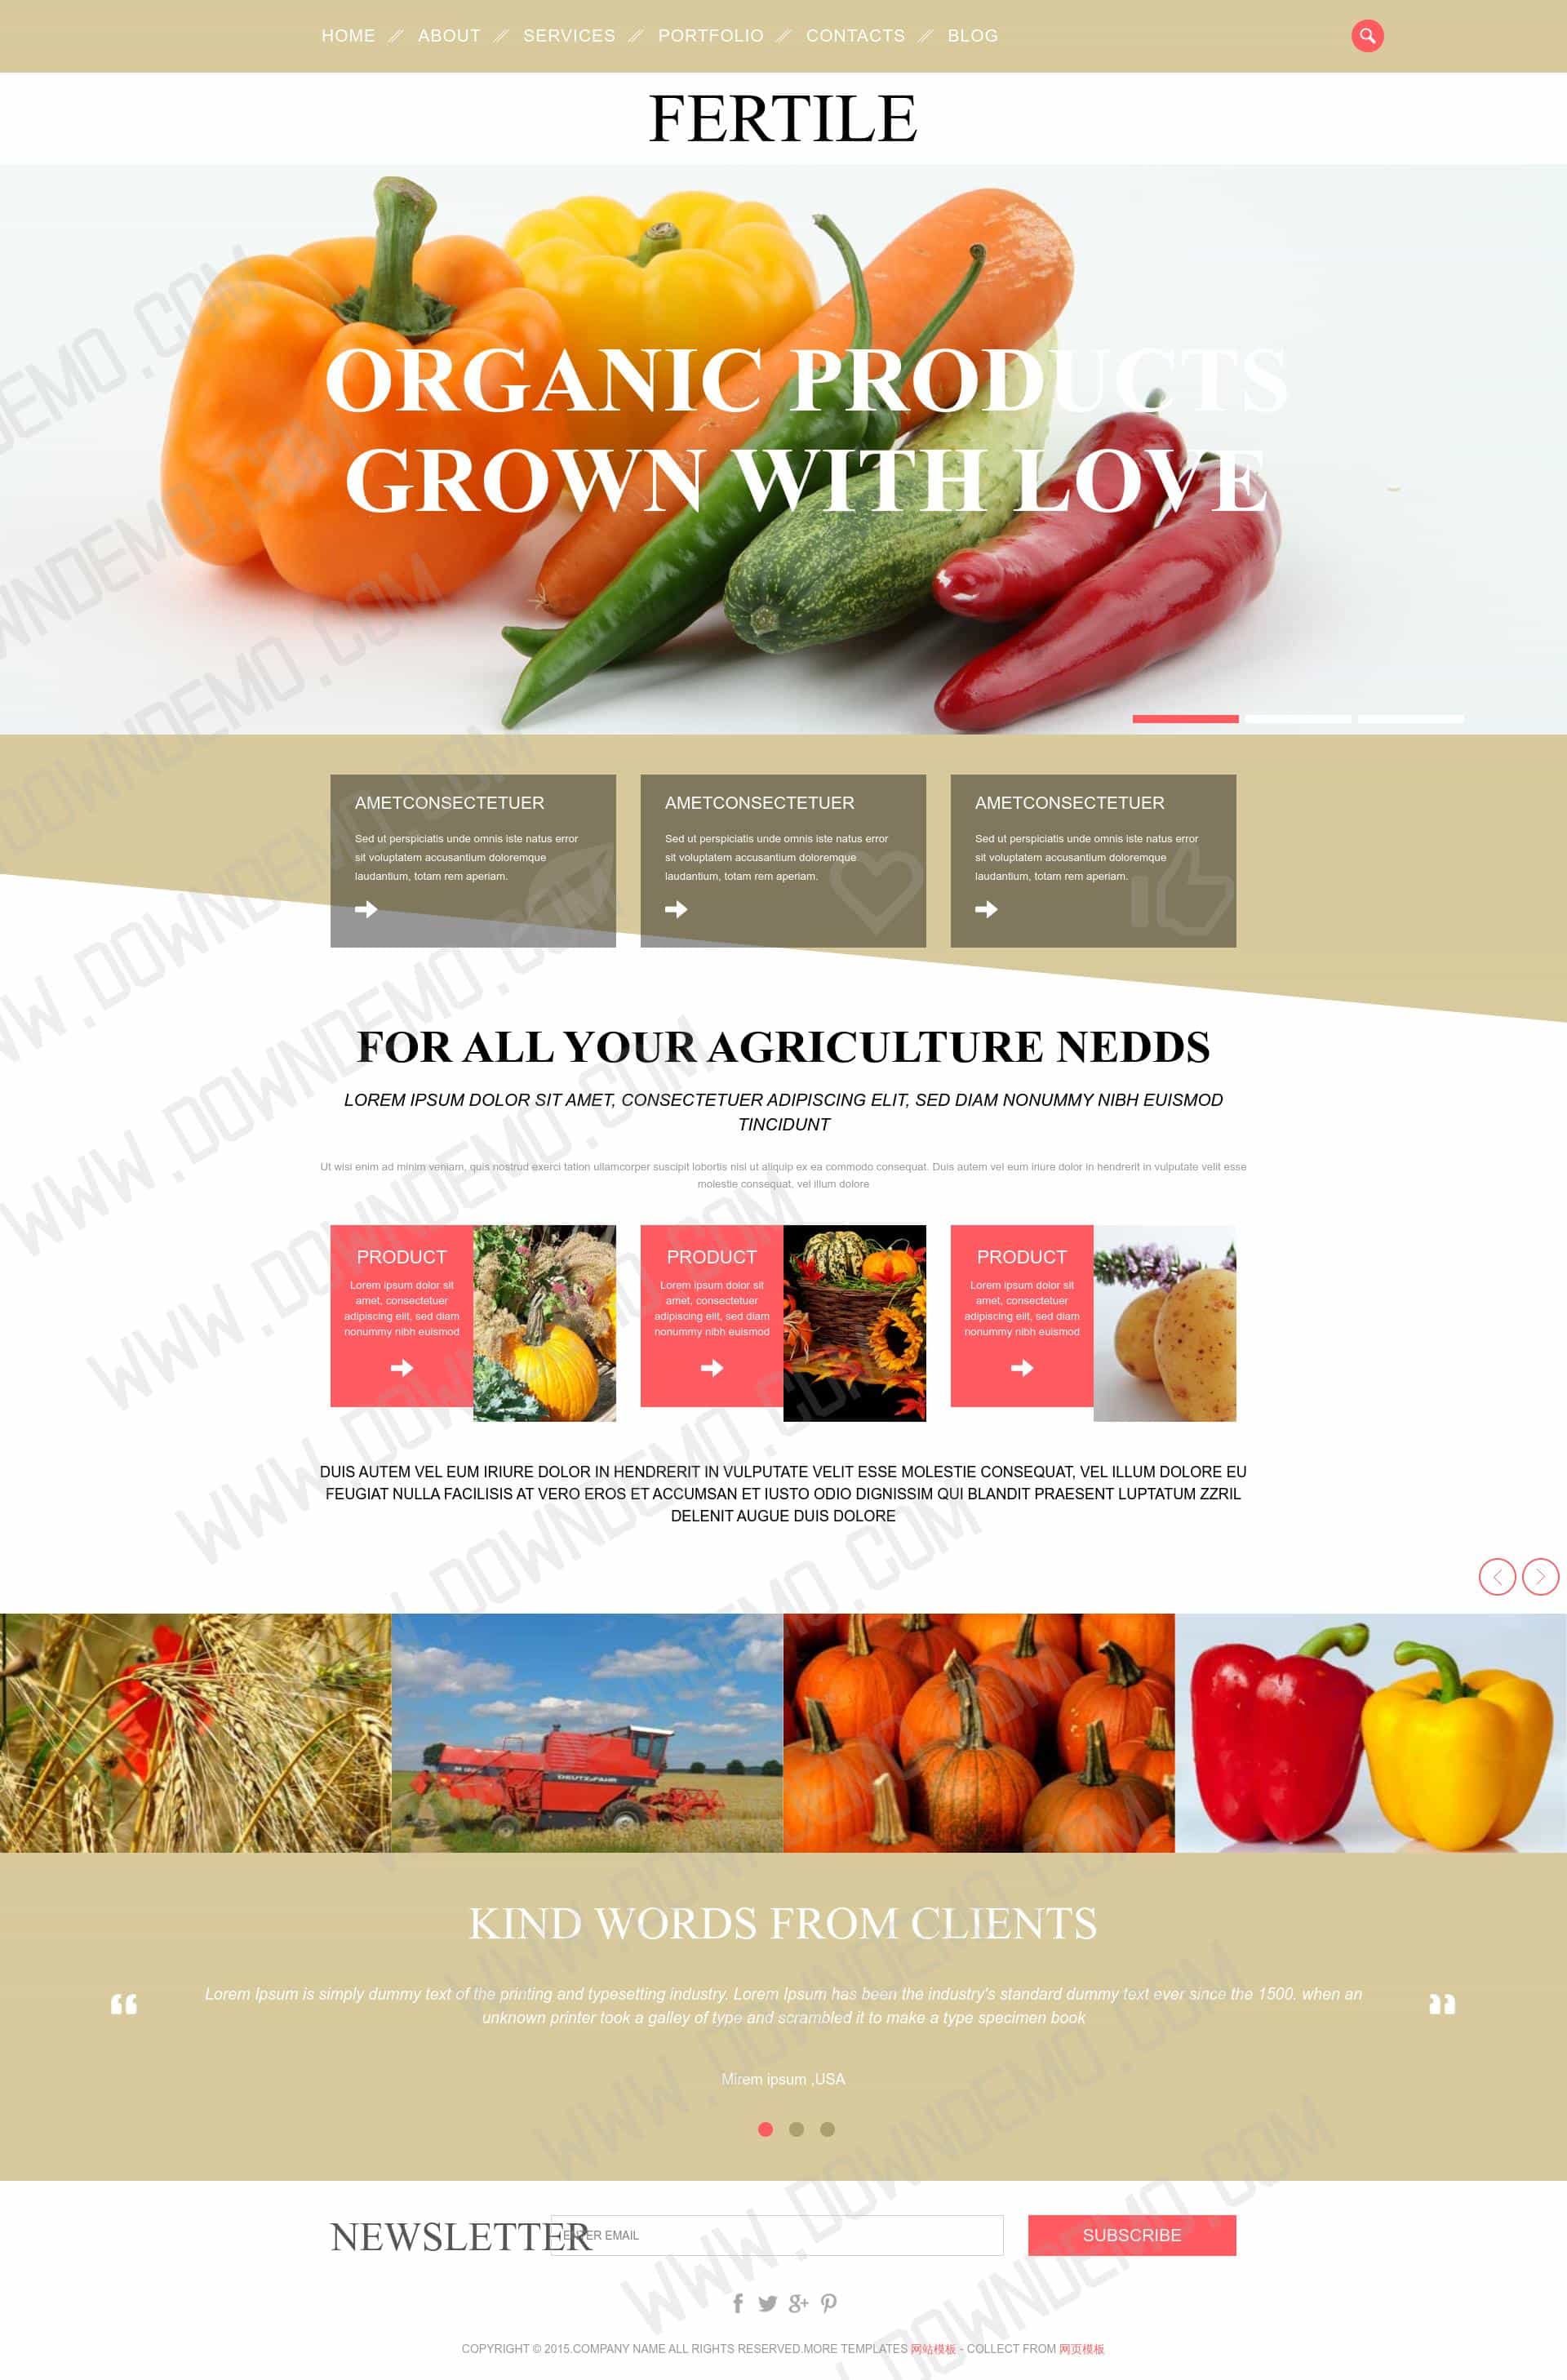 HOME // ABOUT // SERVICES // PORTFOLIO // CONTACTS // BLOG
FERTILE
ORGANIC PRODUCTS
GROWN WITH LOVE
AMETCONSECTETUER
Sed ut perspiciatis unde omnis iste natus error
sit voluptatem accusantium doloremque
laudantium, totam rem aperiam.
AMETCONSECTETUER
Sed ut perspiciatis unde omnis iste natus error
sit voluptatem accusantium doloremque
laudantium, totam rem aperiam.
AMETCONSECTETUER
Sed ut perspiciatis unde omnis iste natus error
sit voluptatem accusantium doloremque
laudantium, totam rem aperiam.
FOR ALL YOUR AGRICULTURE NEDDS
LOREM IPSUM DOLOR SIT AMET, CONSECTETUER ADIPISCING ELIT, SED DIAM NONUMMY NIBH EUISMOD
TINCIDUNT
Ut wisi enim ad minim veniam, quis nostrud exerci tation ullamcorper suscipit lobortis nisl ut aliquip ex ea commodo consequat. Duis autem vel eum iriure dolor in hendrerit in vulputate velit esse
molestie consequat, vel illum dolore
PRODUCT
Lorem ipsum dolor sit
amet, consectetuer
adipiscing elit, sed diam
nonummy nibh euismod
PRODUCT
Lorem ipsum dolor sit
amet, consectetuer
adipiscing elit, sed diam
nonummy nibh euismod
PRODUCT
Lorem ipsum dolor sit
amet, consectetuer
adipiscing elit, sed diam
nonummy nibh euismod
DUIS AUTEM VEL EUM IRIURE DOLOR IN HENDRERIT IN VULPUTATE VELIT ESSE MOLESTIE CONSEQUAT, VEL ILLUM DOLORE EU
FEUGIAT NULLA FACILISIS AT VERO EROS ET ACCUMSAN ET IUSTO ODIO DIGNISSIM QUI BLANDIT PRAESENT LUPTATUM ZZRIL
DELENIT AUGUE DUIS DOLORE
DEUTZ-FAHR
KIND WORDS FROM CLIENTS
Lorem Ipsum is simply dummy text of the printing and typesetting industry. Lorem Ipsum has been the industry's standard dummy text ever since the 1500. when an
unknown printer took a galley of type and scrambled it to make a type specimen book
Mirem ipsum ,USA
NEWSLETTER
ENTER EMAIL
SUBSCRIBE
COPYRIGHT © 2015.COMPANY NAME ALL RIGHTS RESERVED.MORE TEMPLATES 网站模板 - COLLECT FROM 网页模板
WWW.DOWNDEMO.COM